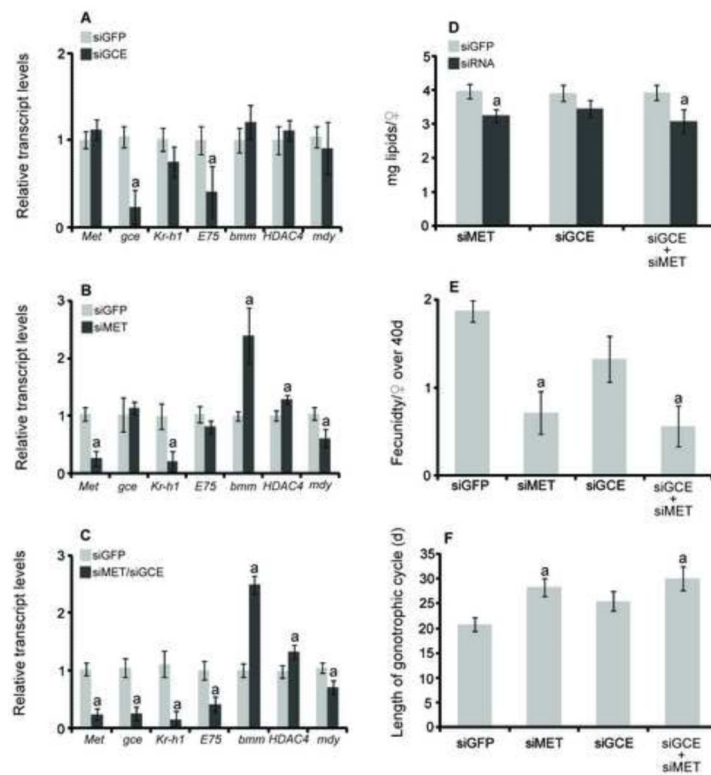 A
siGFP
siGCE
Relative transcript levels
2
1
0
Met gce Kr-h1 E75 bmm HDAC4 mdy
a a
B
siGFP
siMET
Relative transcript levels
3
2
1
0
Met gce Kr-h1 E75 bmm HDAC4 mdy
a a a a a
C
siGFP
siMET/siGCE
Relative transcript levels
3
2
1
0
Met gce Kr-h1 E75 bmm HDAC4 mdy
a a a a a a a
D
siGFP
siRNA
mg lipids/♀
5
4
3
2
1
0
siMET siGCE siGCE
+
siMET
a a
E
Fecunidty/♀ over 40d
2
1
0
siGFP siMET siGCE siGCE
+
siMET
a a
F
Length of gonotrophic cycle (d)
35
30
25
20
15
10
5
0
siGFP siMET siGCE siGCE
+
siMET
a a